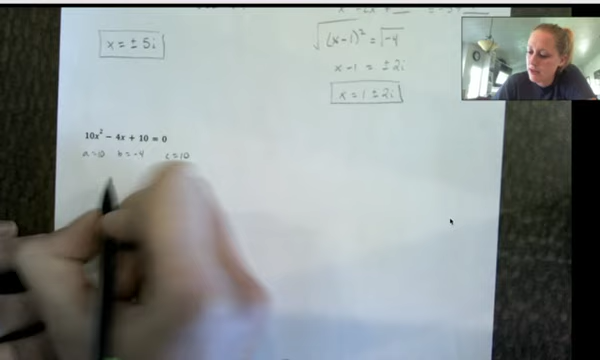 x = ± 5i
√(x-1)² = √-4
x-1 = ± 2i
x = 1 ± 2i
10x² − 4x + 10 = 0
a=10 b=-4 c=10